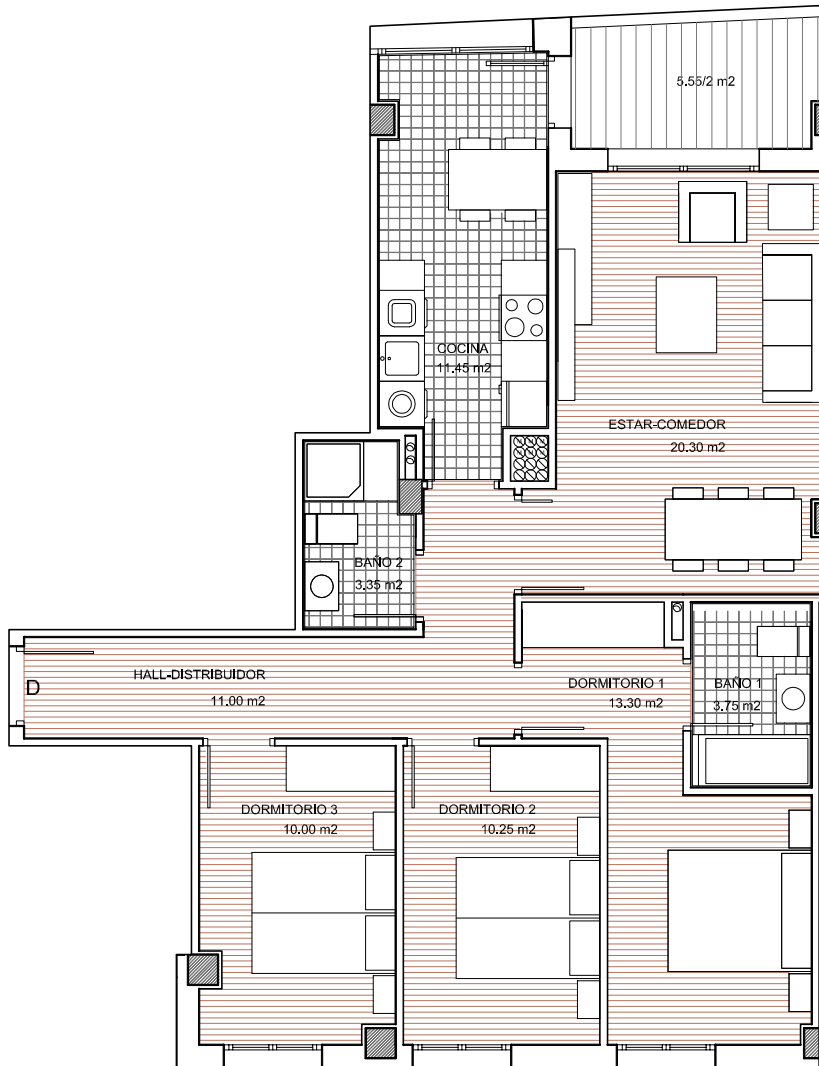 5.55/2 m2
COCINA
11.45 m2
ESTAR-COMEDOR
20.30 m2
BAÑO 2
3.35 m2
HALL-DISTRIBUIDOR
11.00 m2
D
DORMITORIO 1
13.30 m2
BAÑO 1
3.75 m2
DORMITORIO 3
10.00 m2
DORMITORIO 2
10.25 m2